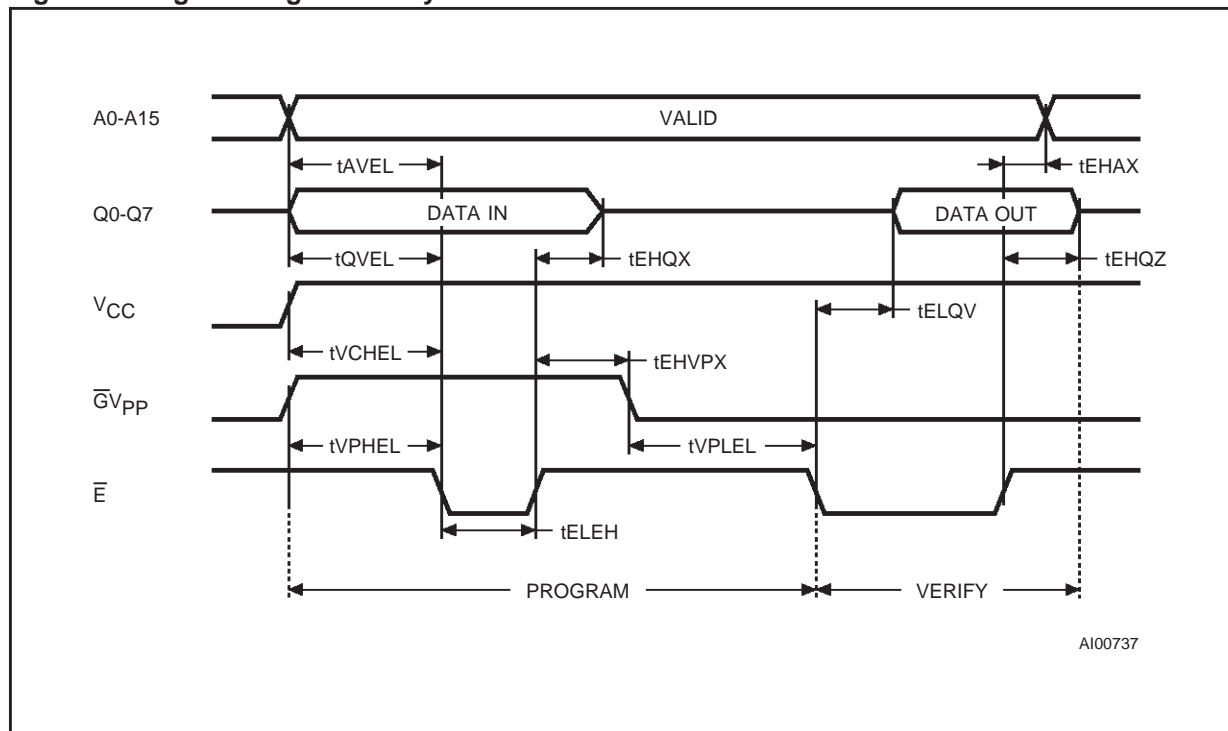 A0-A15
VALID
tAVEL
tEHAX
Q0-Q7
DATA IN
DATA OUT
tQVEL
tEHQX
tEHQZ
VCC
tELQV
tVCHEL
tEHVPX
G̅VPP
tVPHEL
tVPLEL
E̅
tELEH
PROGRAM
VERIFY
AI00737